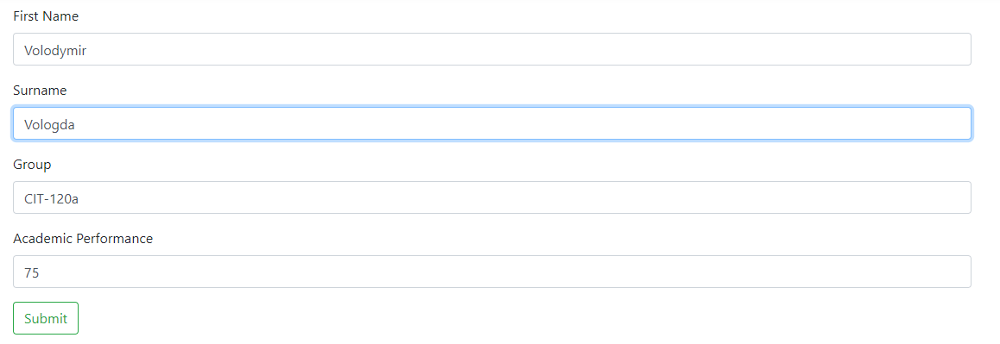 First Name
Volodymir
Surname
Vologda
Group
CIT-120a
Academic Performance
75
Submit